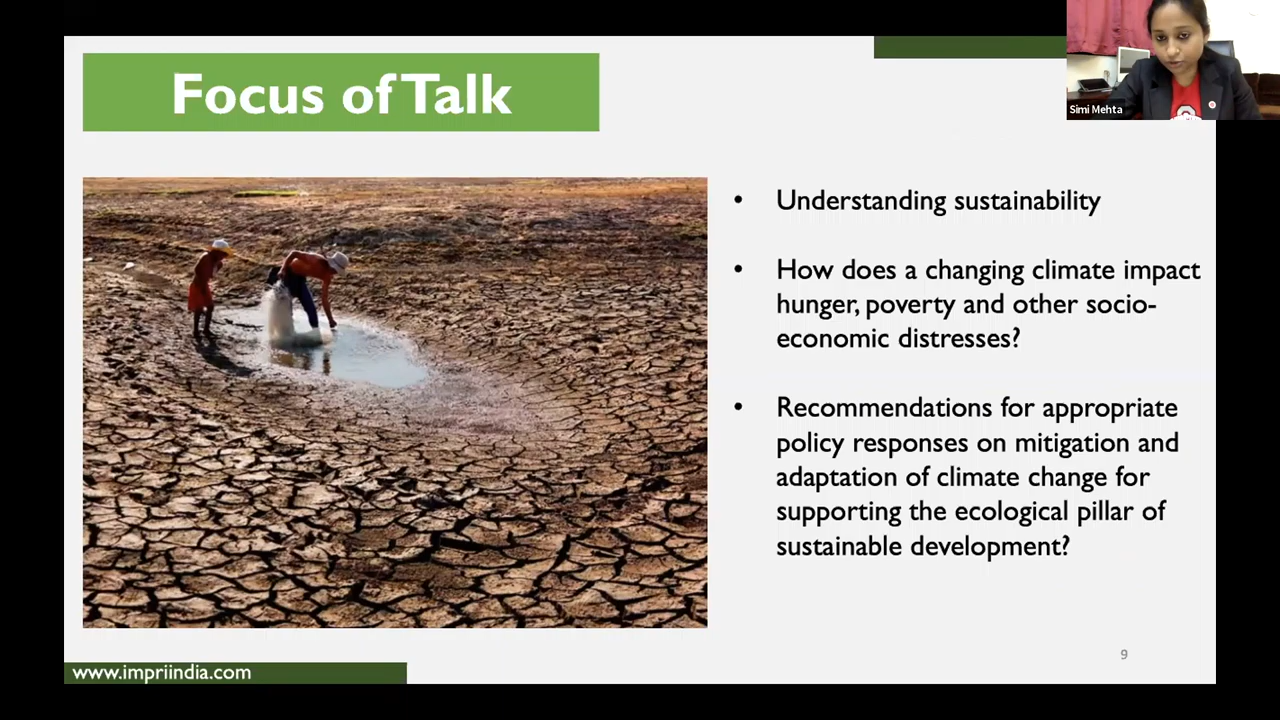 Focus of Talk
Simi Mehta
• Understanding sustainability
• How does a changing climate impact
hunger, poverty and other socio-
economic distresses?
• Recommendations for appropriate
policy responses on mitigation and
adaptation of climate change for
supporting the ecological pillar of
sustainable development?
9
www.impriindia.com